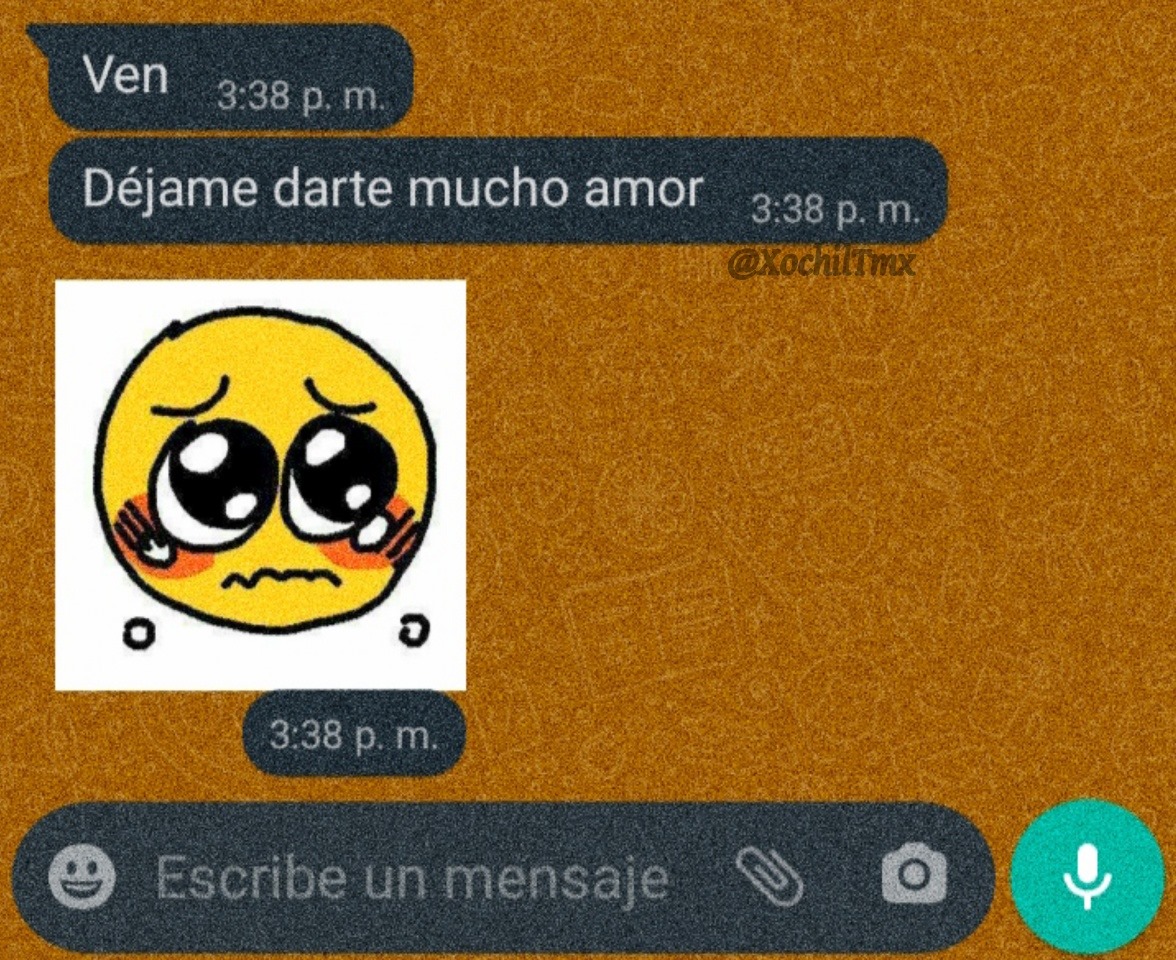 Ven 3:38 p. m.
Déjame darte mucho amor 3:38 p. m.
@XochilTmx
3:38 p. m.
Escribe un mensaje